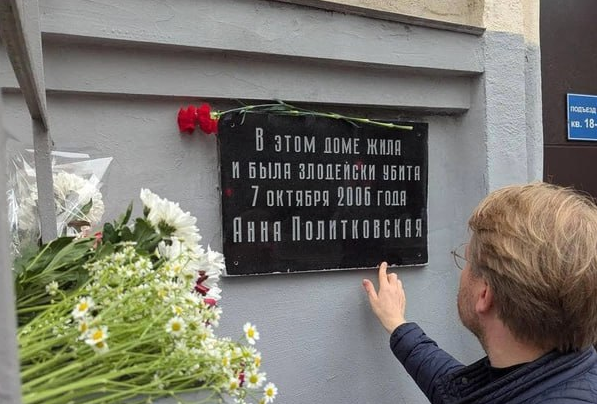 В ЭТОМ ДОМЕ ЖИЛА
И БЫЛА ЗЛОДЕЙСКИ УБИТА
7 ОКТЯБРЯ 2006 ГОДА
АННА ПОЛИТКОВСКАЯ
ПОДЪЕЗД
кв. 18-